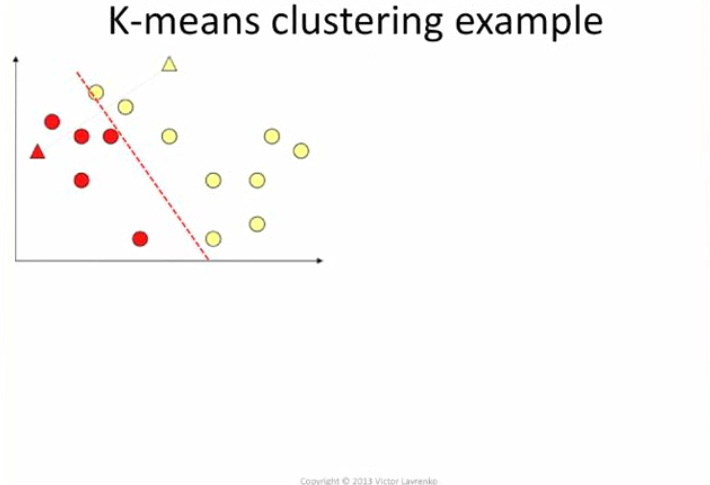 K-means clustering example
Copyright © 2013 Victor Lavrenko